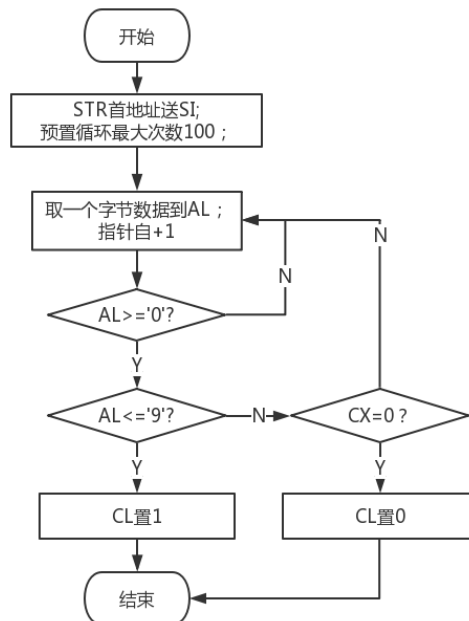 开始
STR首地址送SI;
预置循环最大次数100；
取一个字节数据到AL；
指针自+1
N
N
AL>='0'?
Y
AL<='9'?
N
CX=0？
Y
Y
CL置1
CL置0
结束